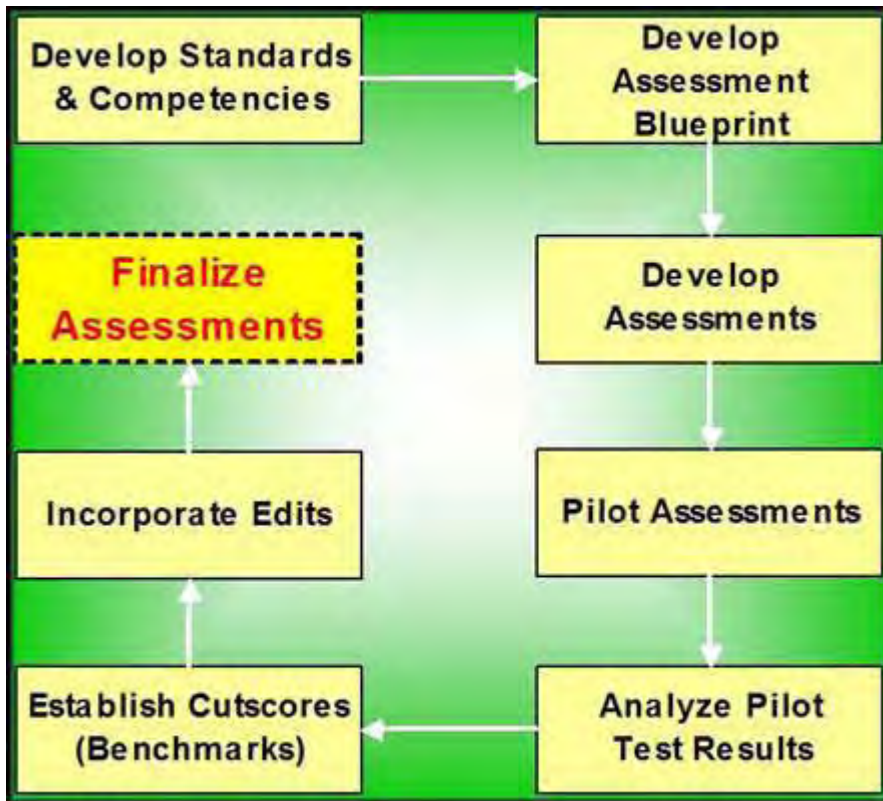 Develop Standards
& Competencies
Develop
Assessment
Blueprint
Develop
Assessments
Pilot Assessments
Analyze Pilot
Test Results
Establish Cutscores
(Benchmarks)
Incorporate Edits
Finalize
Assessments